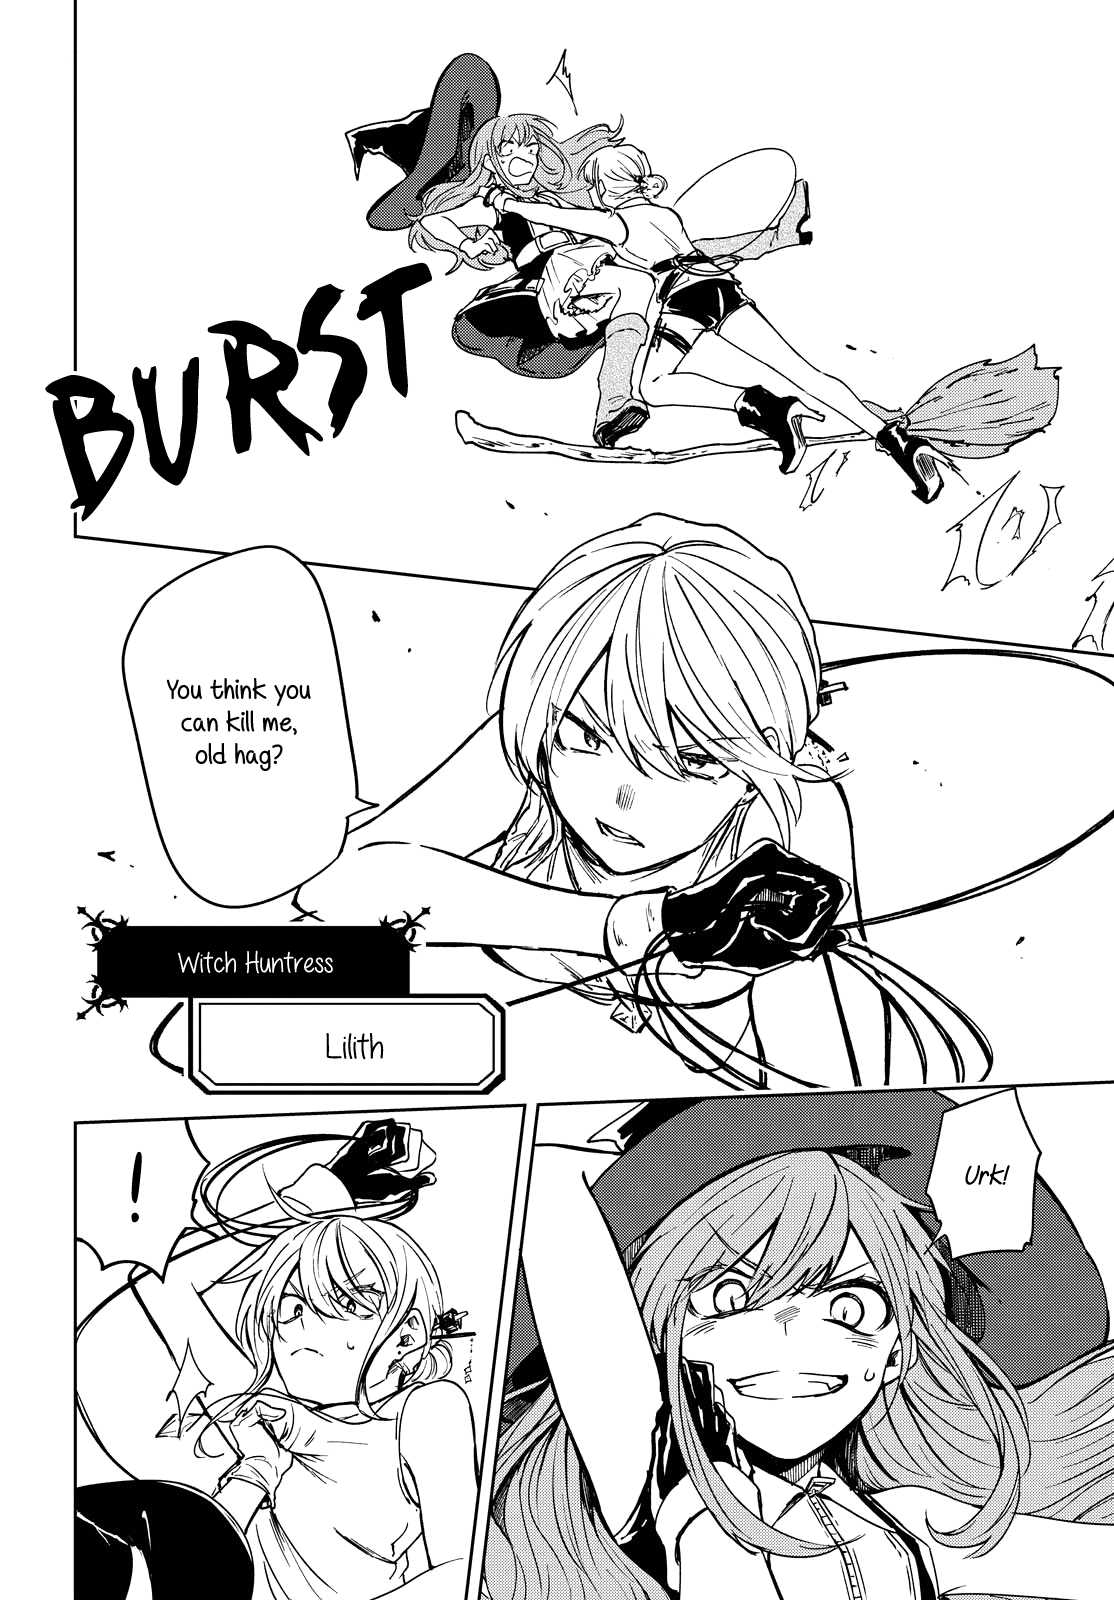 BURST
You think you
can kill me,
old hag?
Witch Huntress
Lilith
Urk!
!